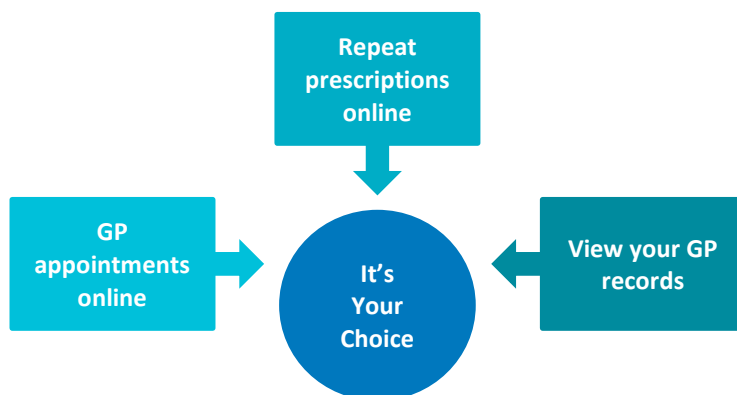 Repeat
prescriptions
online
GP
appointments
online
It’s
Your
Choice
View your GP
records